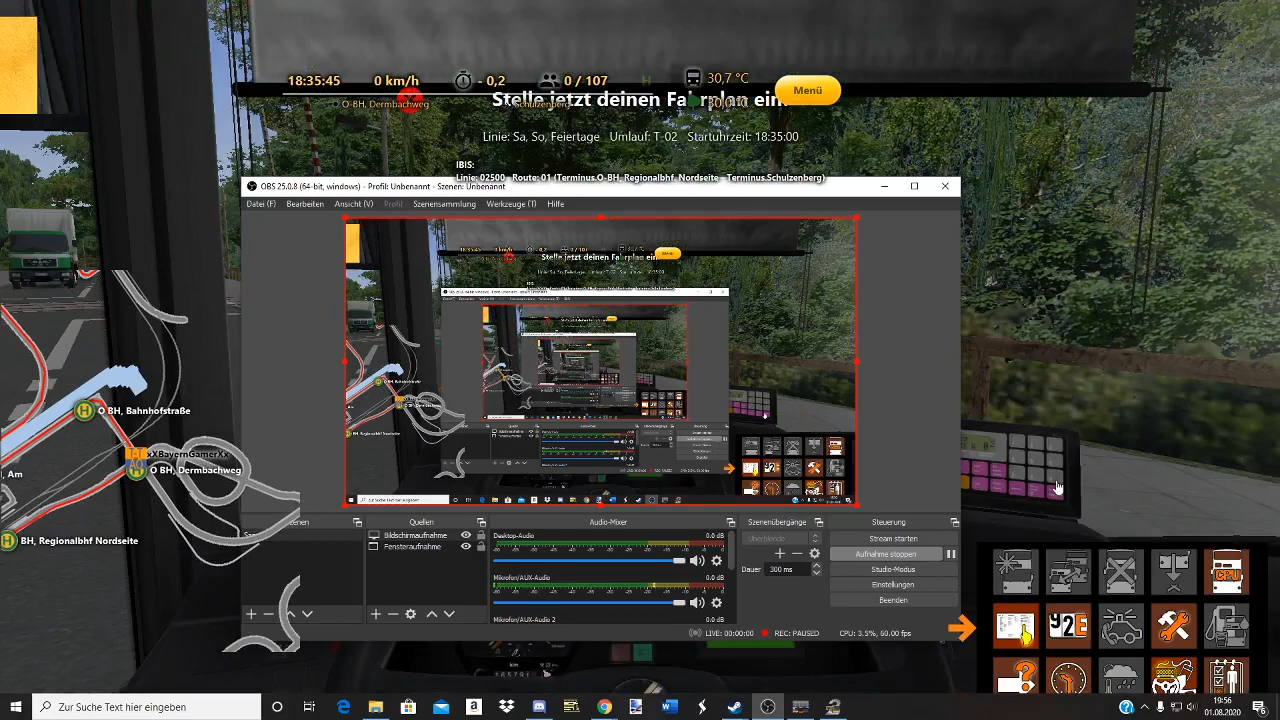 18:35:45 0 km/h - 0,2 0 / 107 H 30,7 °C Menü
O-BH, Dermbachweg Schulzenberg 30,0 °C
Stelle jetzt deinen Fahrplan ein!
Linie: Sa, So, Feiertage Umlauf: T-02 Startuhrzeit: 18:35:00
IBIS:
Linie: 02500 Route: 01 (Terminus.O-BH, Regionalbhf. Nordseite - Terminus.Schulzenberg)
OBS 25.0.8 (64-bit, windows) - Profil: Unbenannt - Szenen: Unbenannt
Datei (F) Bearbeiten Ansicht (V) Profil Szenensammlung Werkzeuge (T) Hilfe
H O BH, Bahnhofstraße
xXBayernGamerXx
H O BH, Dermbachweg
, Am
H BH, Regionalbhf Nordseite
Quellen
Bildschirmaufnahme
Fensteraufnahme
Audio-Mixer
Desktop-Audio 0.0 dB
Mikrofon/AUX-Audio 0.0 dB
Mikrofon/AUX-Audio 2 0.0 dB
Szenenübergänge
Überblende
Dauer 300 ms
Steuerung
Stream starten
Aufnahme stoppen
Studio-Modus
Einstellungen
Beenden
LIVE: 00:00:00 REC: PAUSED CPU: 3.5%, 60.00 fps
CPU
92E
Zur Suche hier eingeben
19:56
01.08.2020